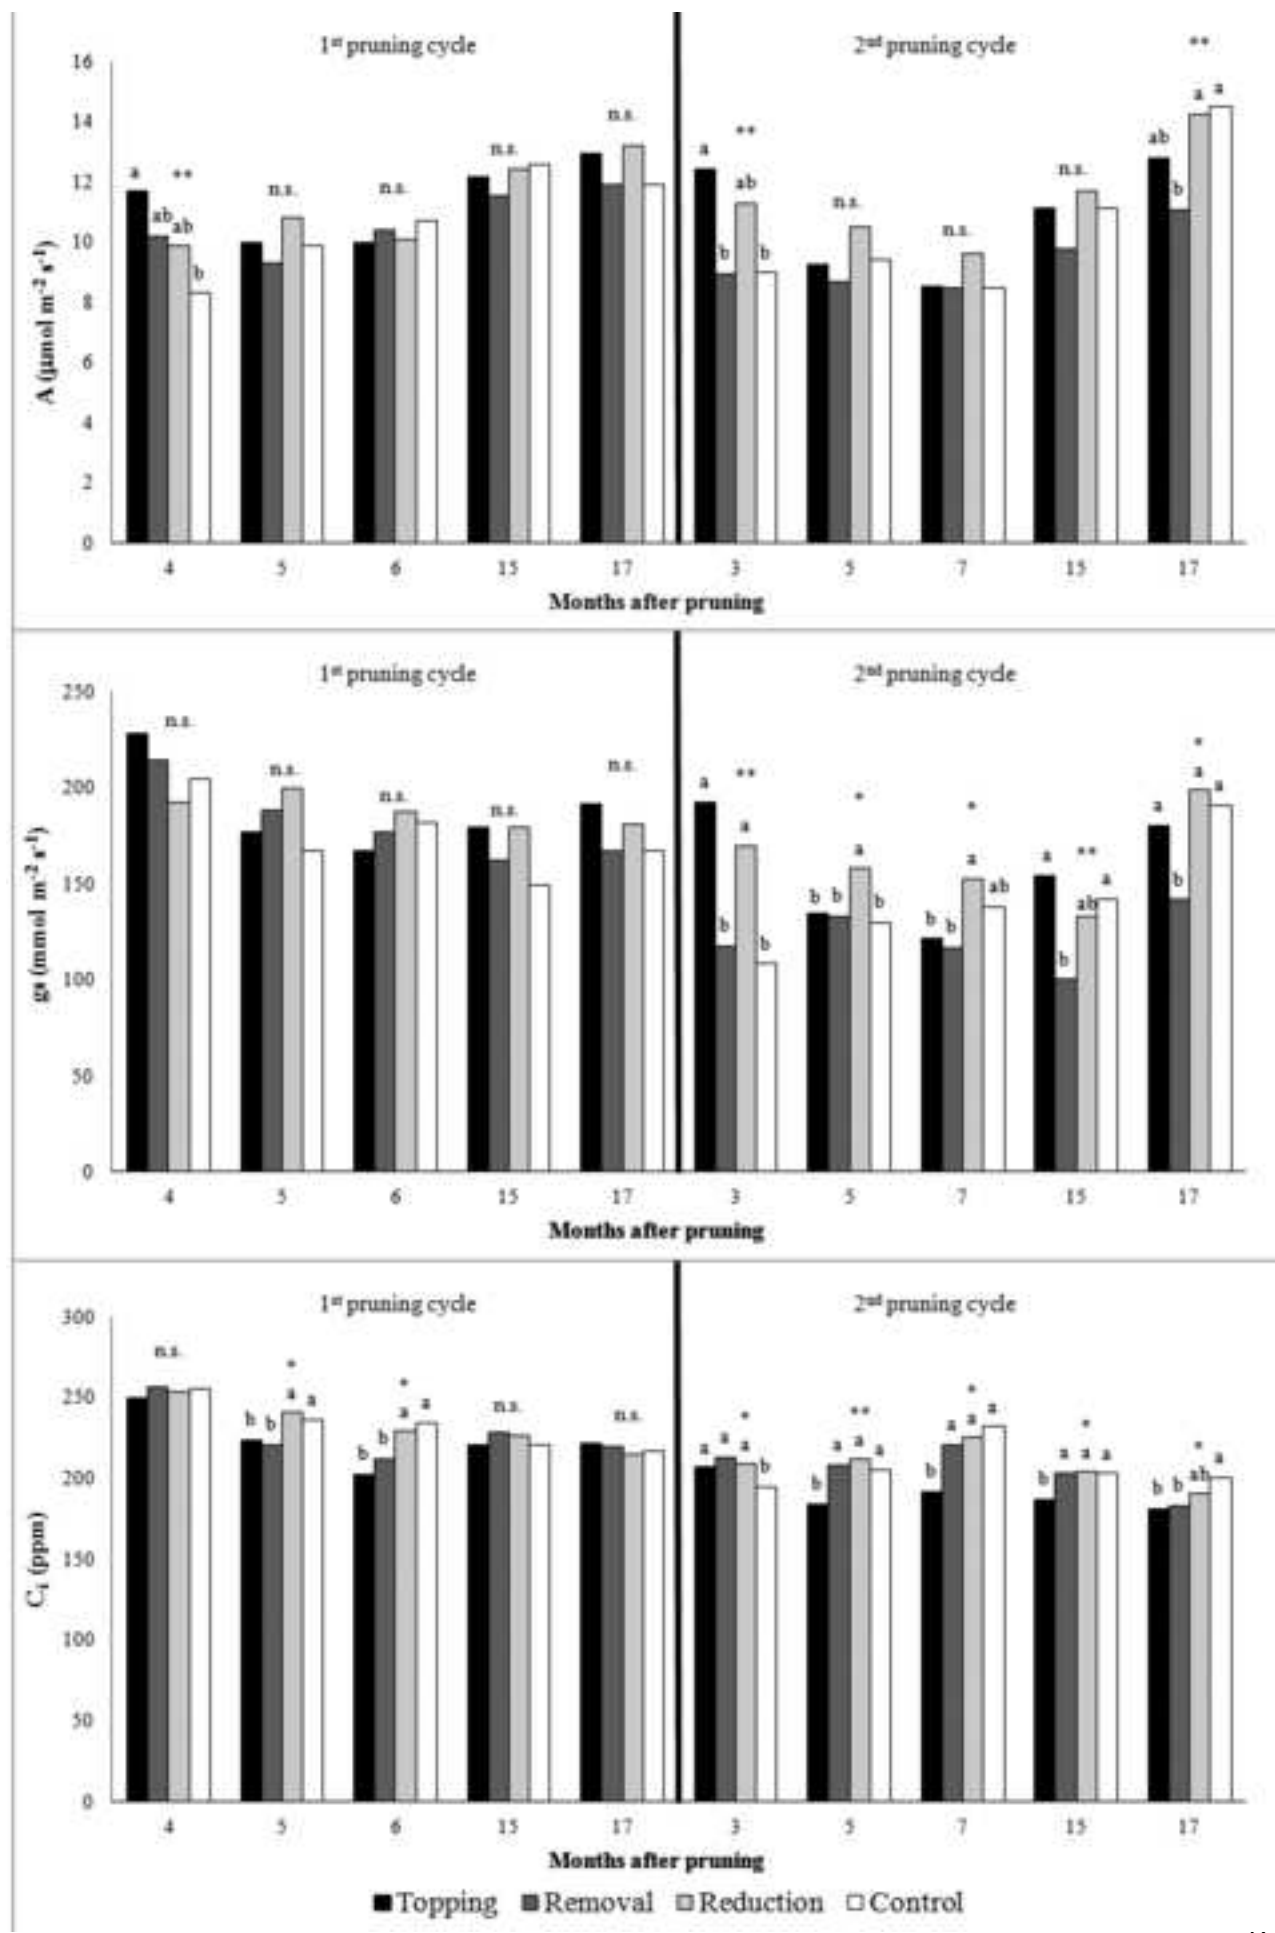 1st pruning cycle 2nd pruning cycle
**
16
14
12
10
8
6
4
2
0
A (µmol m-2 s-1)
a ** ab ab b
n.s.
n.s.
n.s.
n.s.
a ** b ab b
n.s.
n.s.
n.s.
ab b a a
4 5 6 15 17 3 5 7 15 17
Months after pruning
1st pruning cycle 2nd pruning cycle
250
200
150
100
50
0
gs (mmol m-2 s-1)
n.s.
n.s.
n.s.
n.s.
n.s.
a ** b a b
* b b a b
* b b a ab
a ** b ab a
* a b a a
4 5 6 15 17 3 5 7 15 17
Months after pruning
1st pruning cycle 2nd pruning cycle
300
250
200
150
100
50
0
Ci (ppm)
n.s.
* b b a a
* b b a a
n.s.
n.s.
* a a a b
** b a a a
* b a a a
* b a a a
* b b ab a
4 5 6 15 17 3 5 7 15 17
Months after pruning
Topping Removal Reduction Control